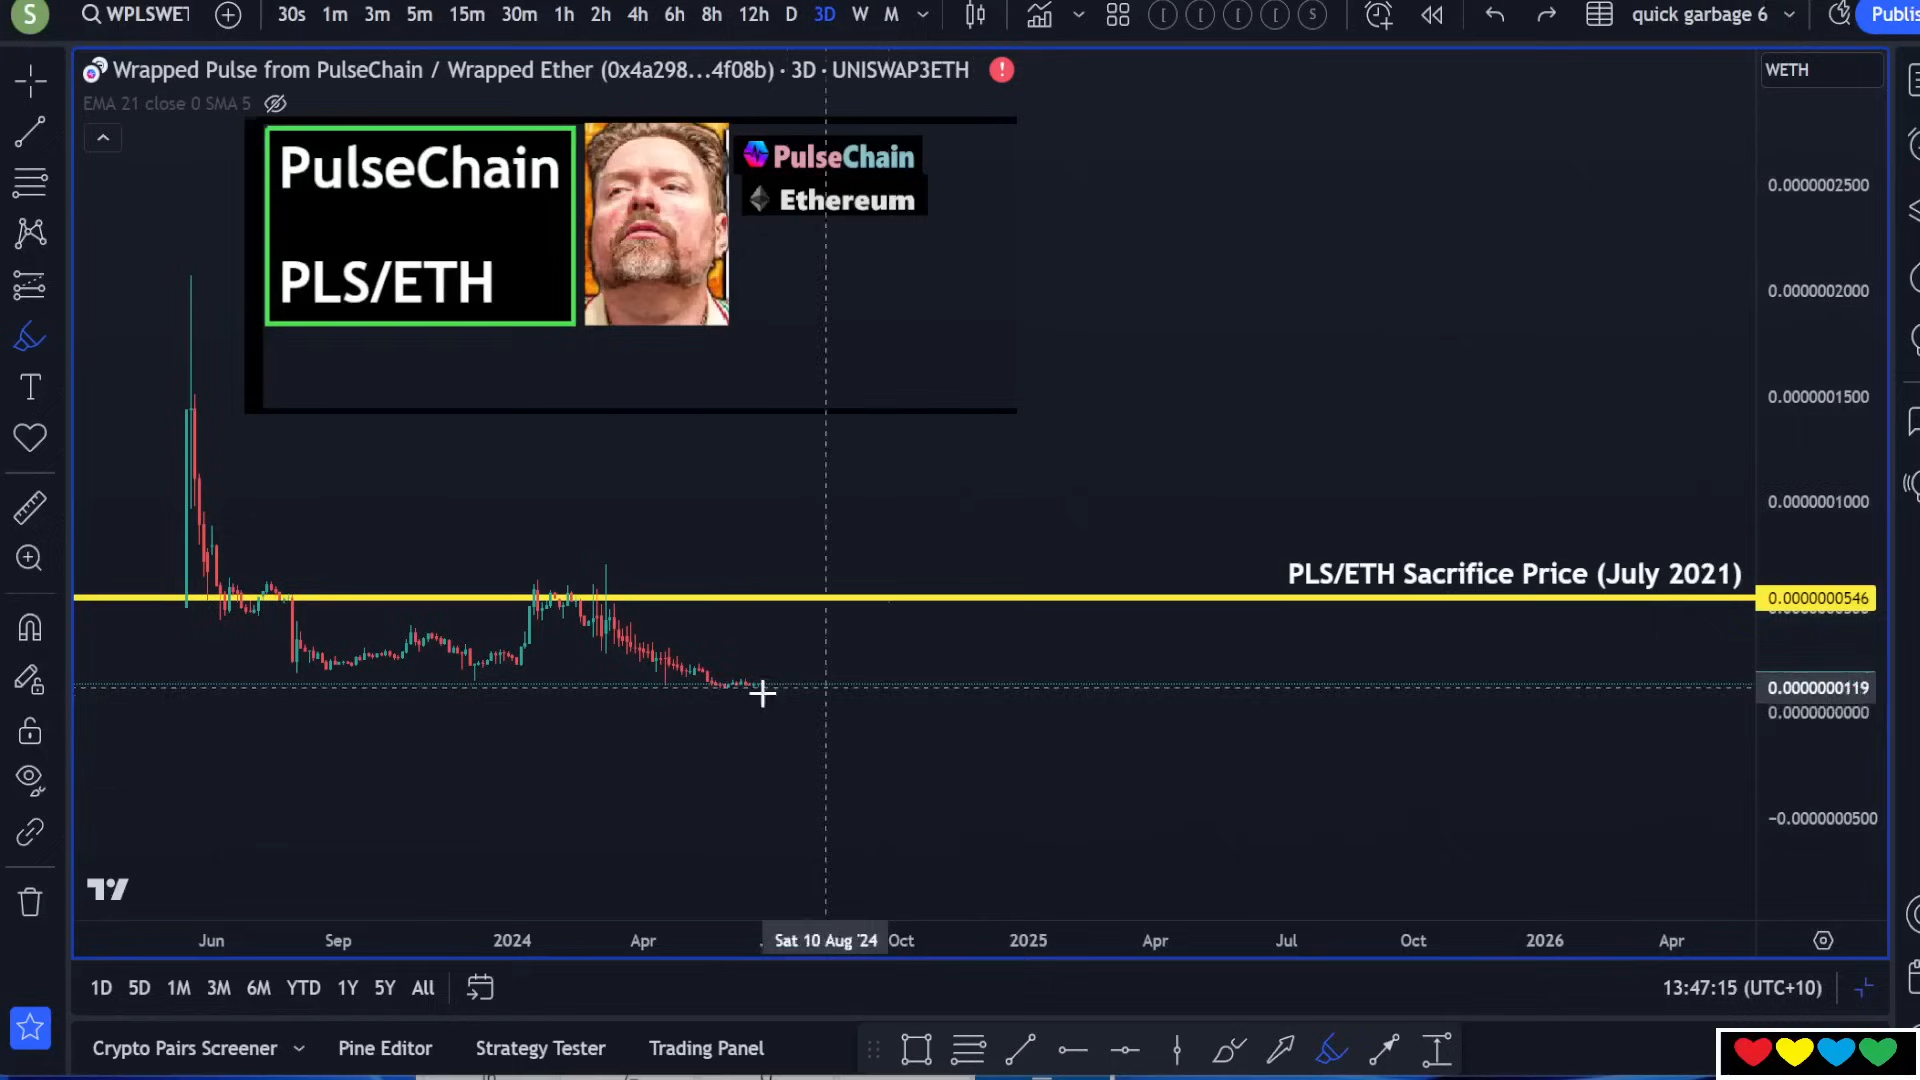 S
WPLSWET
30s 1m 3m 5m 15m 30m 1h 2h 4h 6h 8h 12h D 3D W M
[ [ [ [ S
quick garbage 6
Publis
Wrapped Pulse from PulseChain / Wrapped Ether (0x4a298...4f08b) · 3D · UNISWAP3ETH
WETH
EMA 21 close 0 SMA 5
PulseChain
PLS/ETH
PulseChain
Ethereum
0.0000002500
0.0000002000
0.0000001500
0.0000001000
PLS/ETH Sacrifice Price (July 2021)
0.0000000546
0.0000000119
0.0000000000
−0.0000000500
Jun Sep 2024 Apr Sat 10 Aug '24 Oct 2025 Apr Jul Oct 2026 Apr
1D 5D 1M 3M 6M YTD 1Y 5Y All
13:47:15 (UTC+10)
Crypto Pairs Screener Pine Editor Strategy Tester Trading Panel